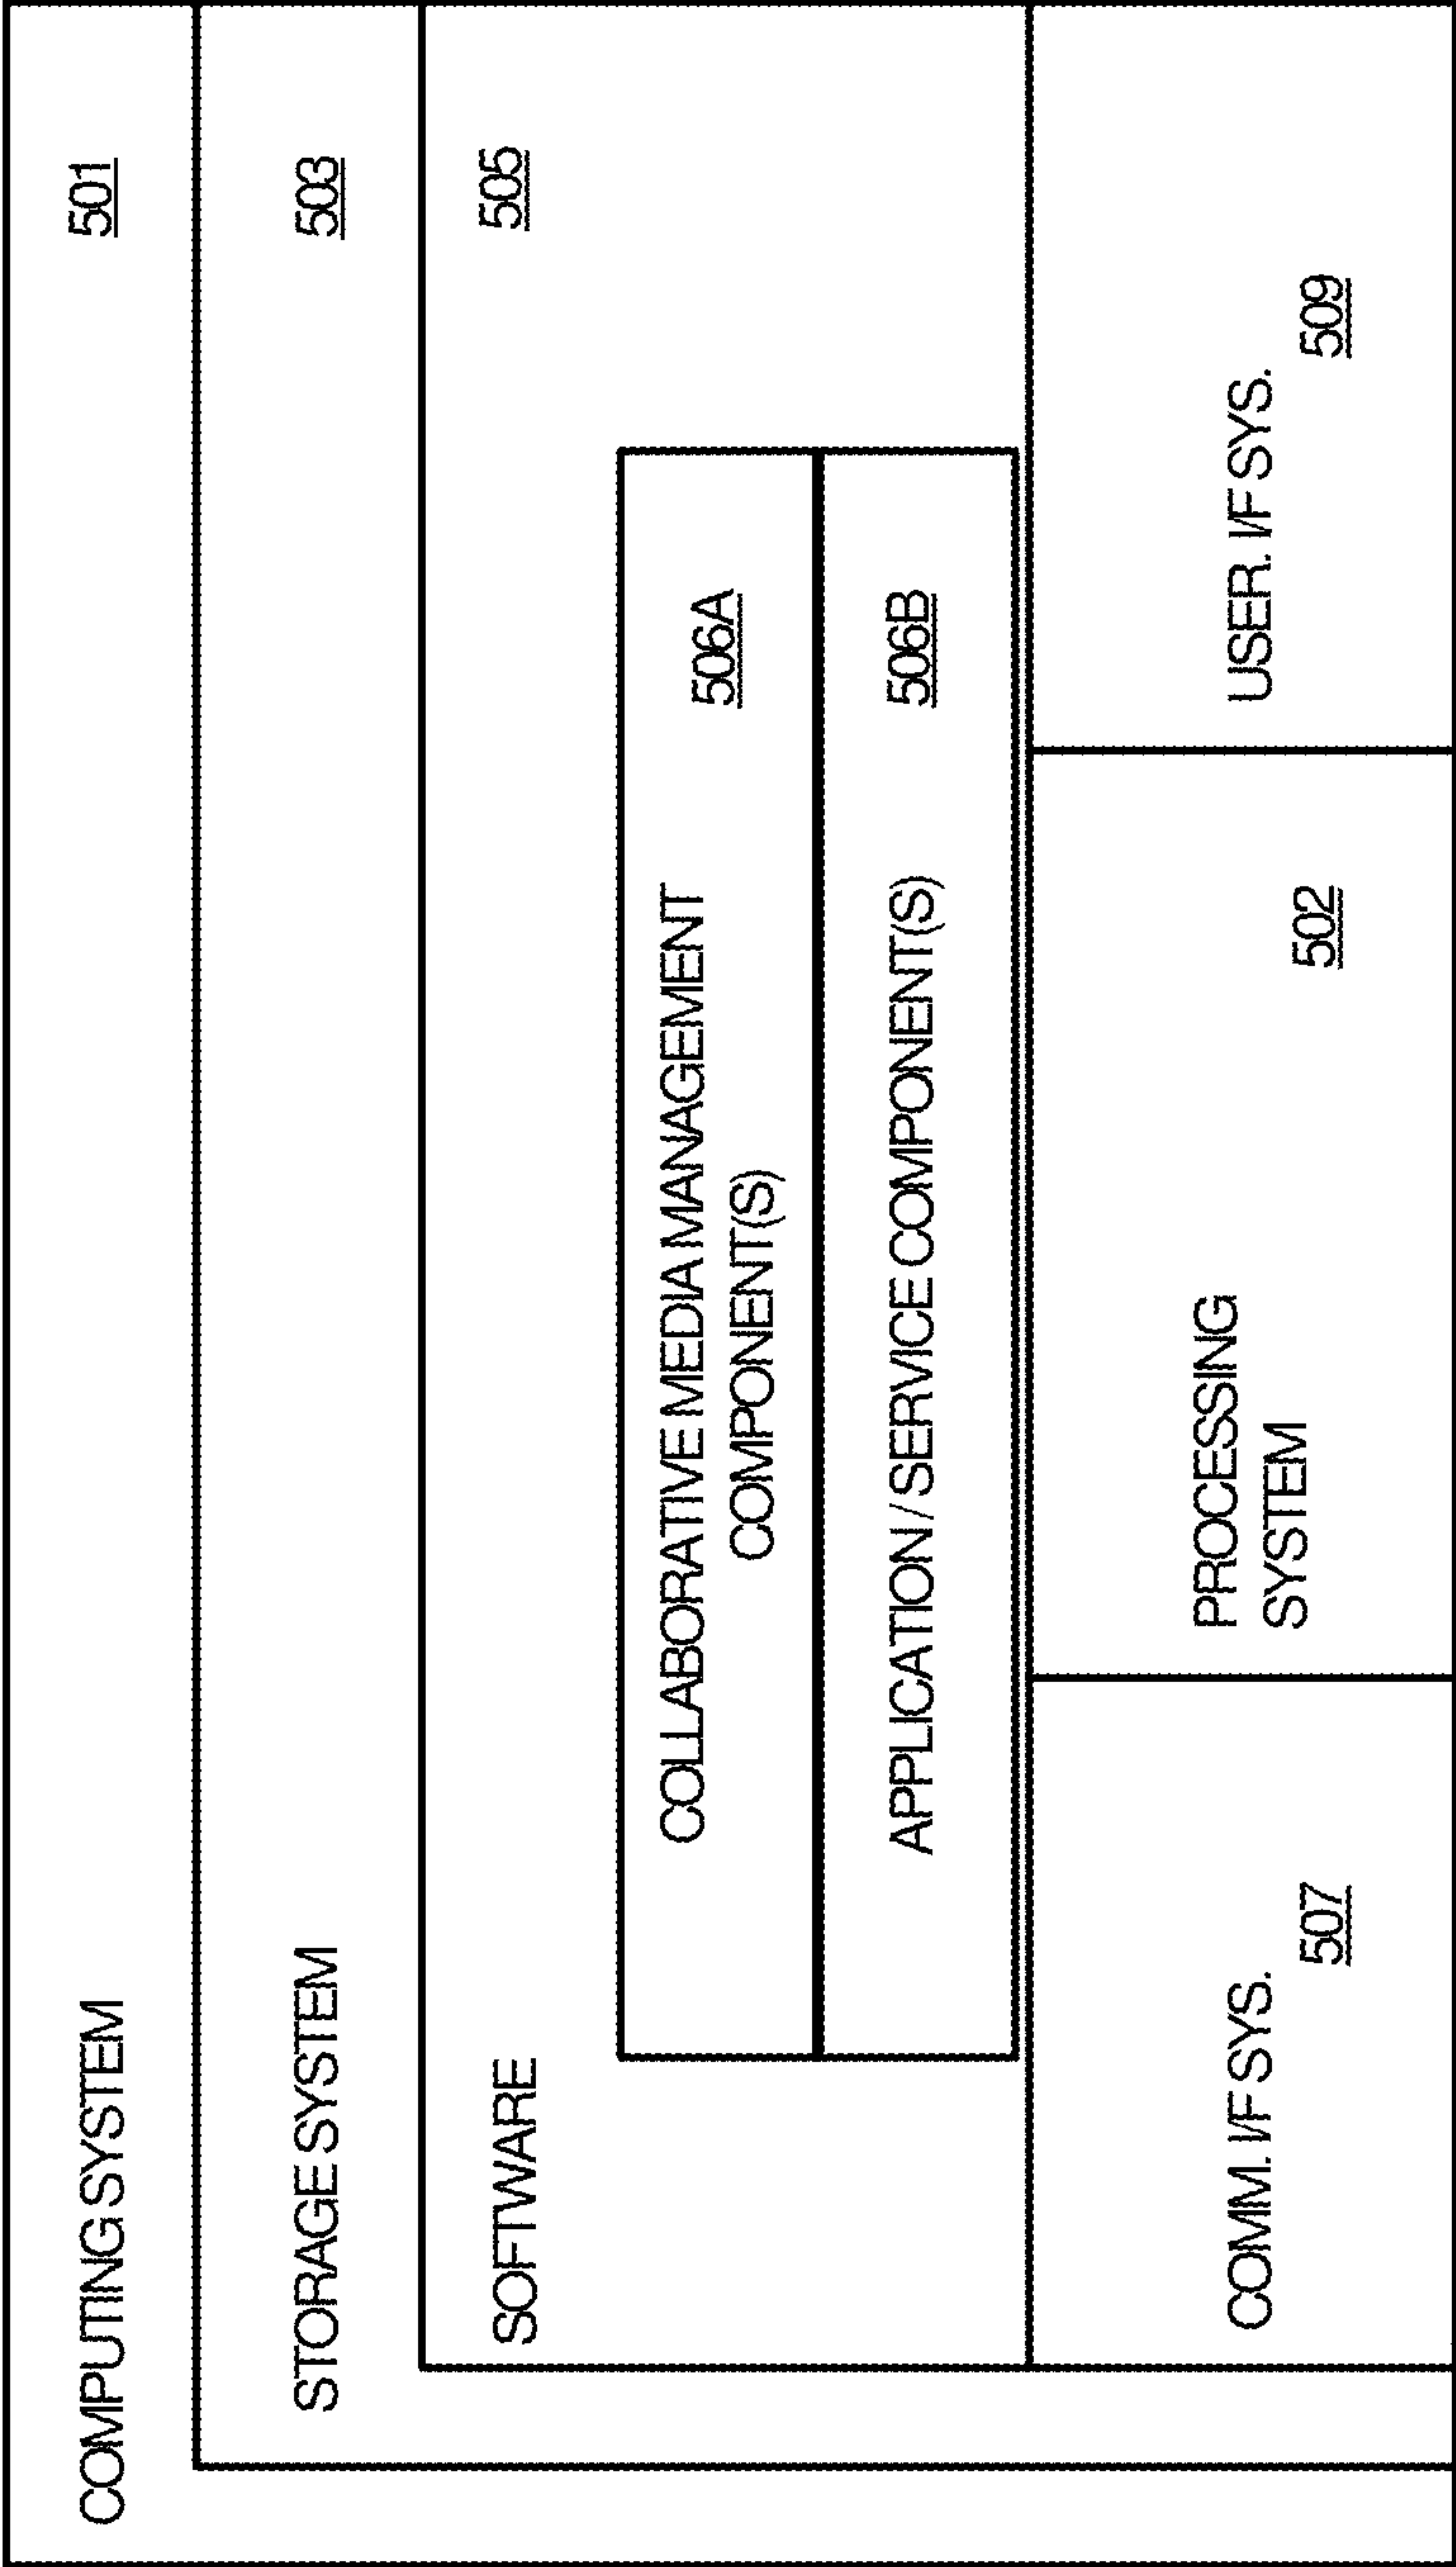 COMPUTING SYSTEM 501
STORAGE SYSTEM 503
SOFTWARE 505
COLLABORATIVE MEDIA MANAGEMENT
COMPONENT(S)
506A
APPLICATION / SERVICE COMPONENT(S) 506B
COMM. I/F SYS.
507
PROCESSING
SYSTEM
502
USER. I/F SYS.
509